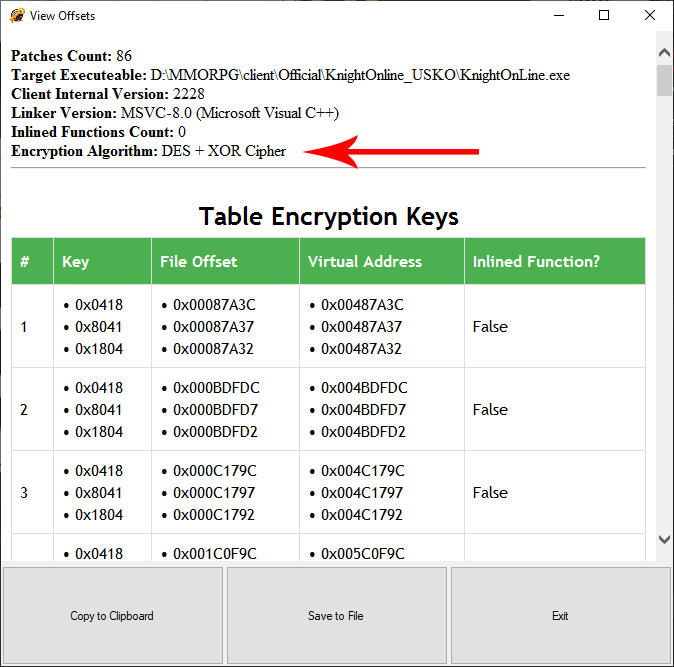 View Offsets
Patches Count: 86
Target Executeable: D:\MMORPG\client\Official\KnightOnline_USKO\KnightOnLine.exe
Client Internal Version: 2228
Linker Version: MSVC-8.0 (Microsoft Visual C++)
Inlined Functions Count: 0
Encryption Algorithm: DES + XOR Cipher
Table Encryption Keys
# Key File Offset Virtual Address Inlined Function?
• 0x0418 • 0x00087A3C • 0x00487A3C
1 • 0x8041 • 0x00087A37 • 0x00487A37 False
• 0x1804 • 0x00087A32 • 0x00487A32
• 0x0418 • 0x000BDFDC • 0x004BDFDC
2 • 0x8041 • 0x000BDFD7 • 0x004BDFD7 False
• 0x1804 • 0x000BDFD2 • 0x004BDFD2
• 0x0418 • 0x000C179C • 0x004C179C
3 • 0x8041 • 0x000C1797 • 0x004C1797 False
• 0x1804 • 0x000C1792 • 0x004C1792
• 0x0418 • 0x001C0F9C • 0x005C0F9C
Copy to Clipboard Save to File Exit